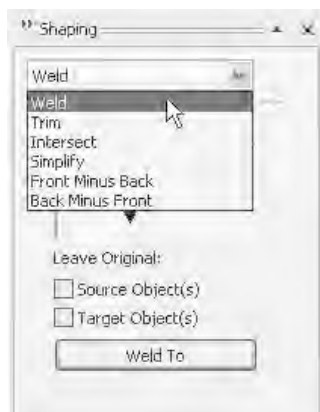 Shaping
Weld
Weld
Trim
Intersect
Simplify
Front Minus Back
Back Minus Front
Leave Original:
Source Object(s)
Target Object(s)
Weld To